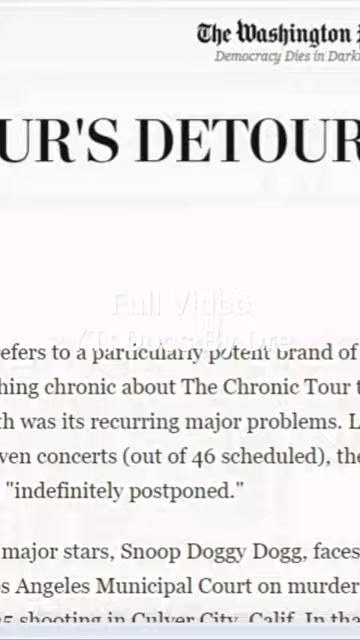 The Washington
Democracy Dies in Dark
UR'S DETOUR
Full Video:
efers to a particularly potent brand of
hing chronic about The Chronic Tour t
th was its recurring major problems. L
ven concerts (out of 46 scheduled), the
"indefinitely postponed."
major stars, Snoop Doggy Dogg, faces
os Angeles Municipal Court on murder
shooting in Culver City, Calif. In tha